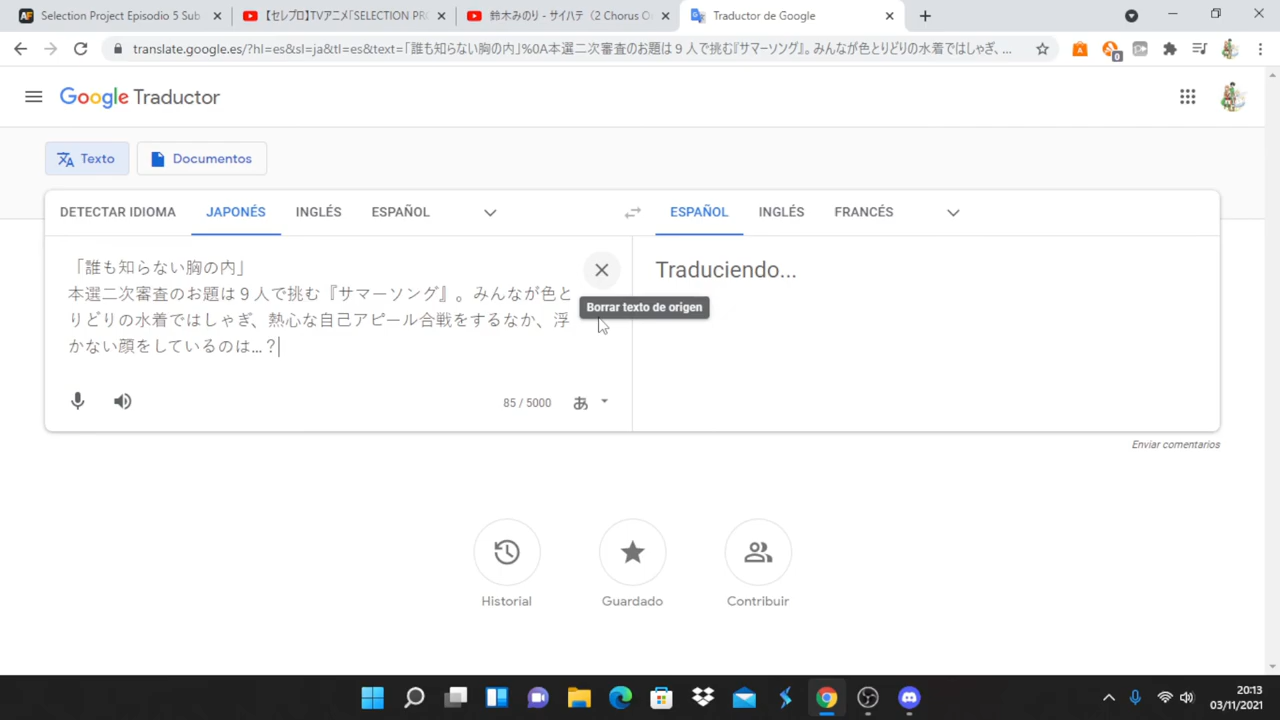 Selection Project Episodio 5 Sub
【セレプロ】TVアニメ「SELECTION PRO
鈴木みのり - サイハテ（2 Chorus O
Traductor de Google
translate.google.es/?hl=es&sl=ja&tl=es&text=「誰も知らない胸の内」%0A本選二次審査のお題は９人で挑む『サマーソング』。みんなが色とりどりの水着ではしゃぎ、...
0
Google Traductor
Texto
Documentos
DETECTAR IDIOMA JAPONÉS INGLÉS ESPAÑOL
ESPAÑOL INGLÉS FRANCÉS
「誰も知らない胸の内」
本選二次審査のお題は９人で挑む『サマーソング』。みんなが色と
りどりの水着ではしゃぎ、熱心な自己アピール合戦をするなか、浮
かない顔をしているのは...？
Traduciendo...
Borrar texto de origen
85 / 5000
あ
Enviar comentarios
Historial
Guardado
Contribuir
20:13
03/11/2021